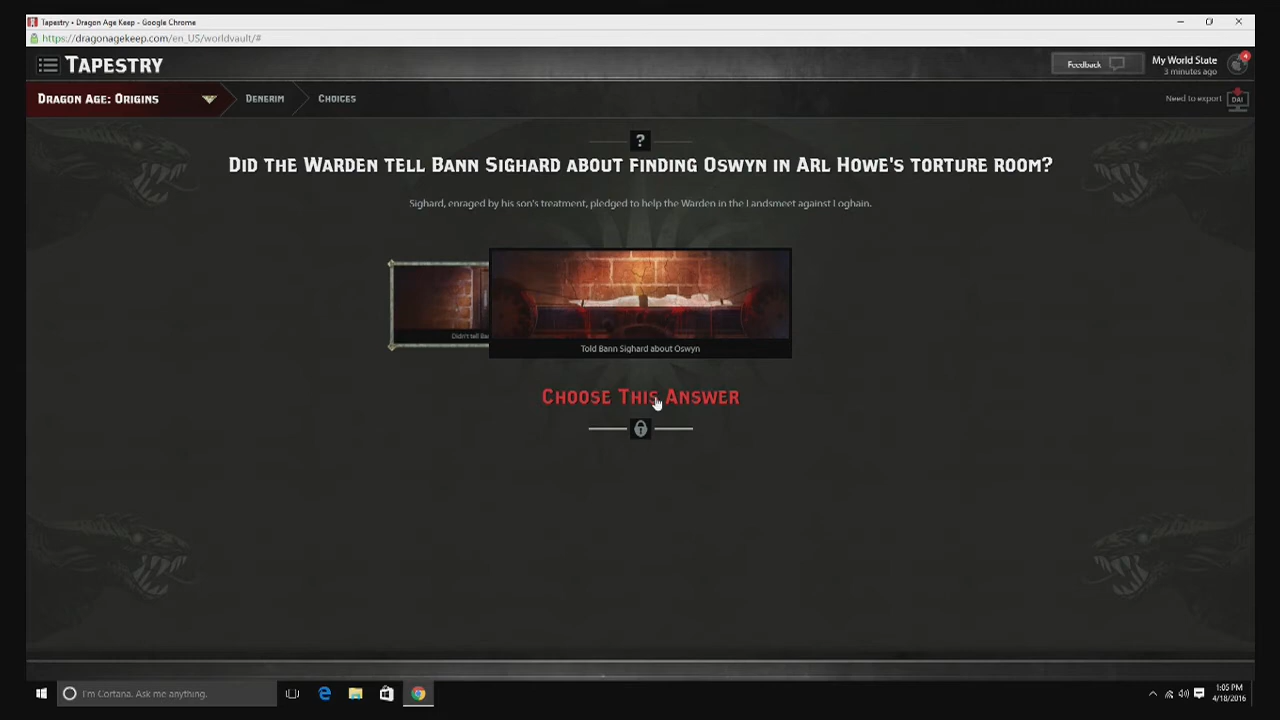 Tapestry • Dragon Age Keep - Google Chrome
https://dragonagekeep.com/en_US/worldvault/#
TAPESTRY
Feedback
My World State
3 minutes ago
4
DRAGON AGE: ORIGINS
DENERIM
CHOICES
Need to export
DAI
?
DID THE WARDEN TELL BANN SIGHARD ABOUT FINDING OSWYN IN ARL HOWE'S TORTURE ROOM?
Sighard, enraged by his son's treatment, pledged to help the Warden in the Landsmeet against Loghain.
Didn't tell Ba
Told Bann Sighard about Oswyn
CHOOSE THIS ANSWER
I'm Cortana. Ask me anything.
1:05 PM
4/18/2016